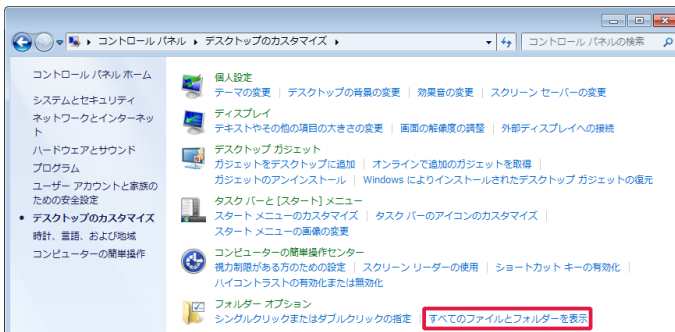 コントロール パネル ▸ デスクトップのカスタマイズ ▸
コントロール パネルの検索
コントロール パネル ホーム
システムとセキュリティ
ネットワークとインターネッ
ト
ハードウェアとサウンド
プログラム
ユーザー アカウントと家族の
ための安全設定
デスクトップのカスタマイズ
時計、言語、および地域
コンピューターの簡単操作
個人設定
テーマの変更 | デスクトップの背景の変更 | 効果音の変更 | スクリーン セーバーの変更
ディスプレイ
テキストやその他の項目の大きさの変更 | 画面の解像度の調整 | 外部ディスプレイへの接続
デスクトップ ガジェット
ガジェットをデスクトップに追加 | オンラインで追加のガジェットを取得 |
ガジェットのアンインストール | Windows によりインストールされたデスクトップ ガジェットの復元
タスク バーと [スタート] メニュー
スタート メニューのカスタマイズ | タスク バーのアイコンのカスタマイズ |
スタート メニューの画像の変更
コンピューターの簡単操作センター
視力制限がある方のための設定 | スクリーン リーダーの使用 | ショートカット キーの有効化 |
ハイコントラストの有効化または無効化
フォルダー オプション
シングルクリックまたはダブルクリックの指定 | すべてのファイルとフォルダーを表示